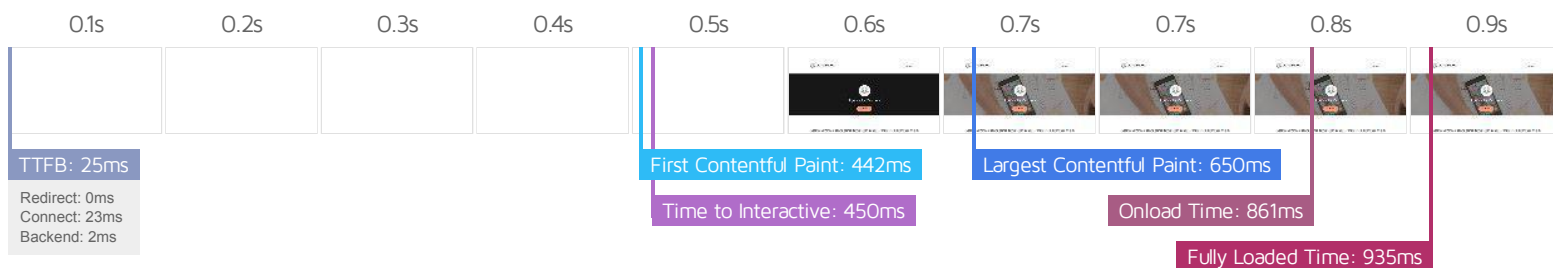 0.1s 0.2s 0.3s 0.4s 0.5s 0.6s 0.7s 0.7s 0.8s 0.9s
TTFB: 25ms
First Contentful Paint: 442ms
Largest Contentful Paint: 650ms
Redirect: 0ms
Connect: 23ms
Backend: 2ms
Time to Interactive: 450ms
Onload Time: 861ms
Fully Loaded Time: 935ms